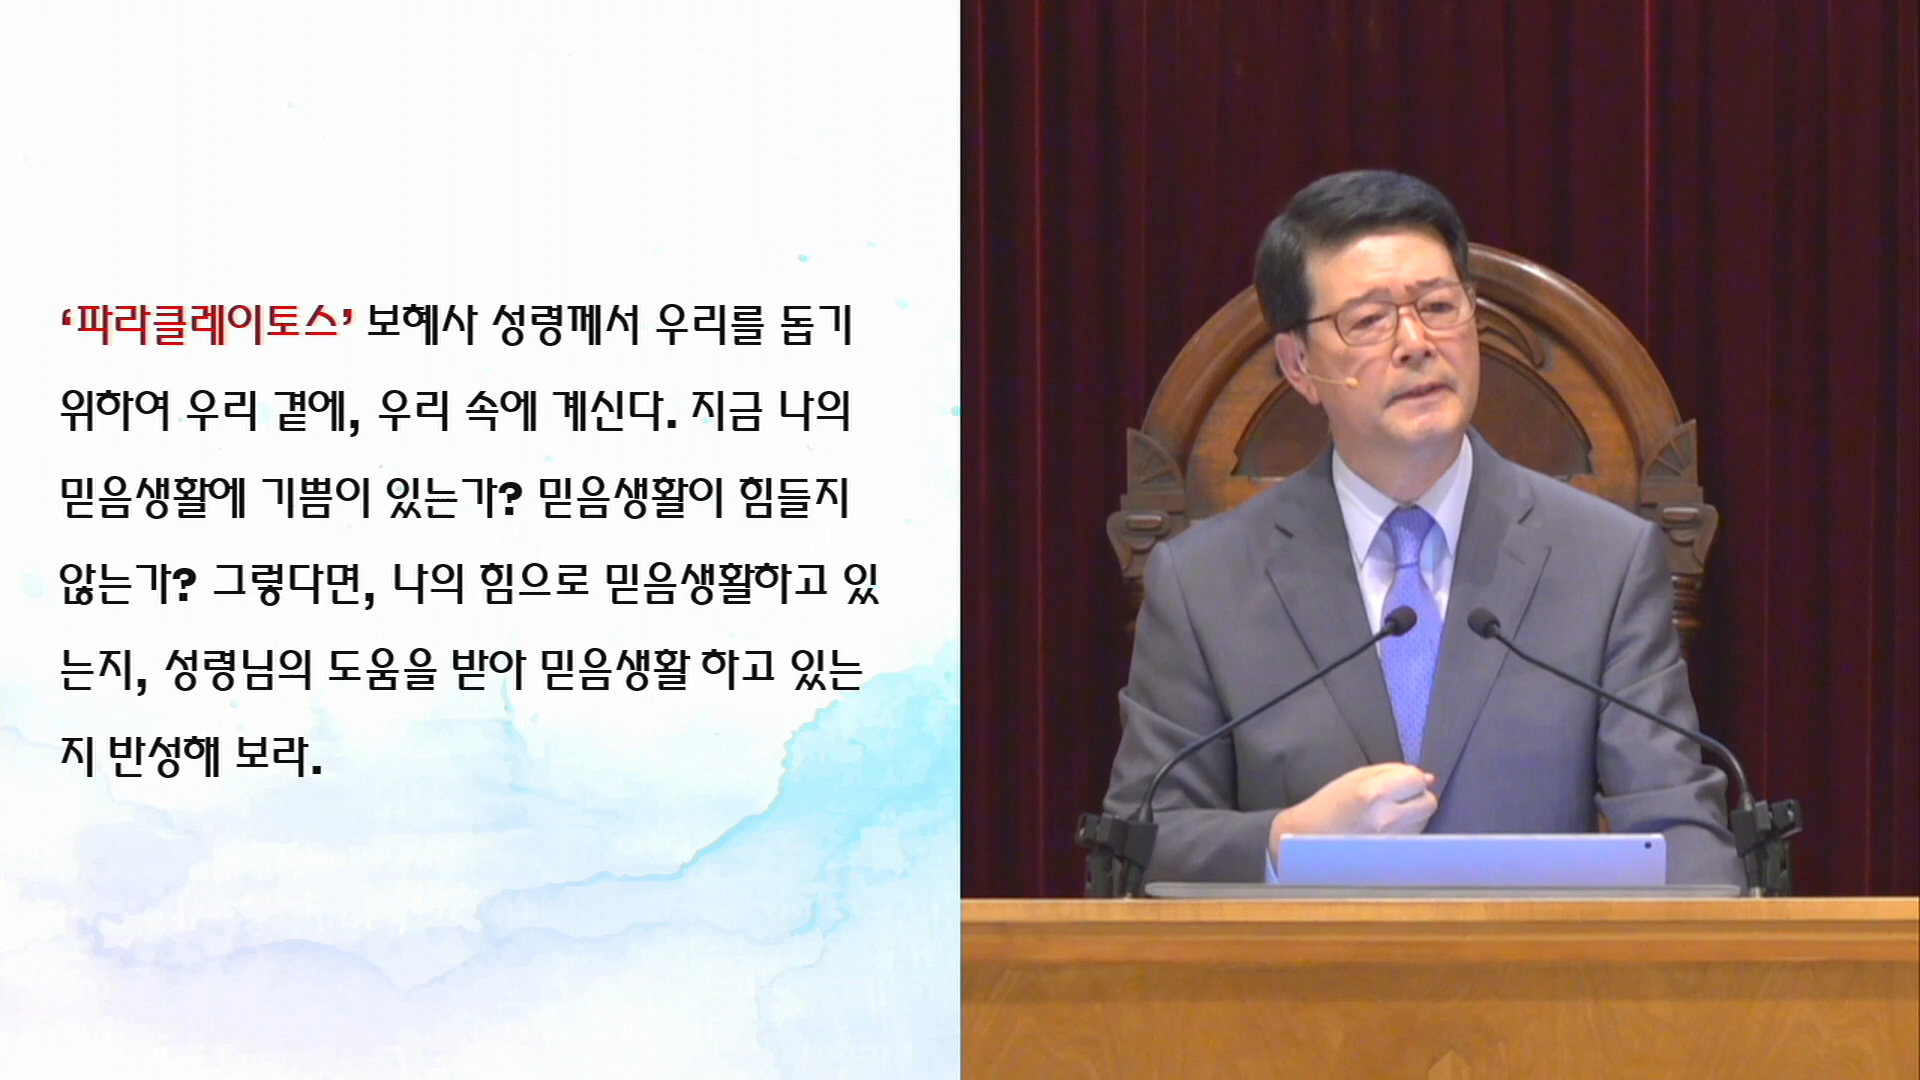 ‘파라클레이토스’ 보혜사 성령께서 우리를 돕기
위하여 우리 곁에, 우리 속에 계신다. 지금 나의
믿음생활에 기쁨이 있는가? 믿음생활이 힘들지
않는가? 그렇다면, 나의 힘으로 믿음생활하고 있
는지, 성령님의 도움을 받아 믿음생활 하고 있는
지 반성해 보라.